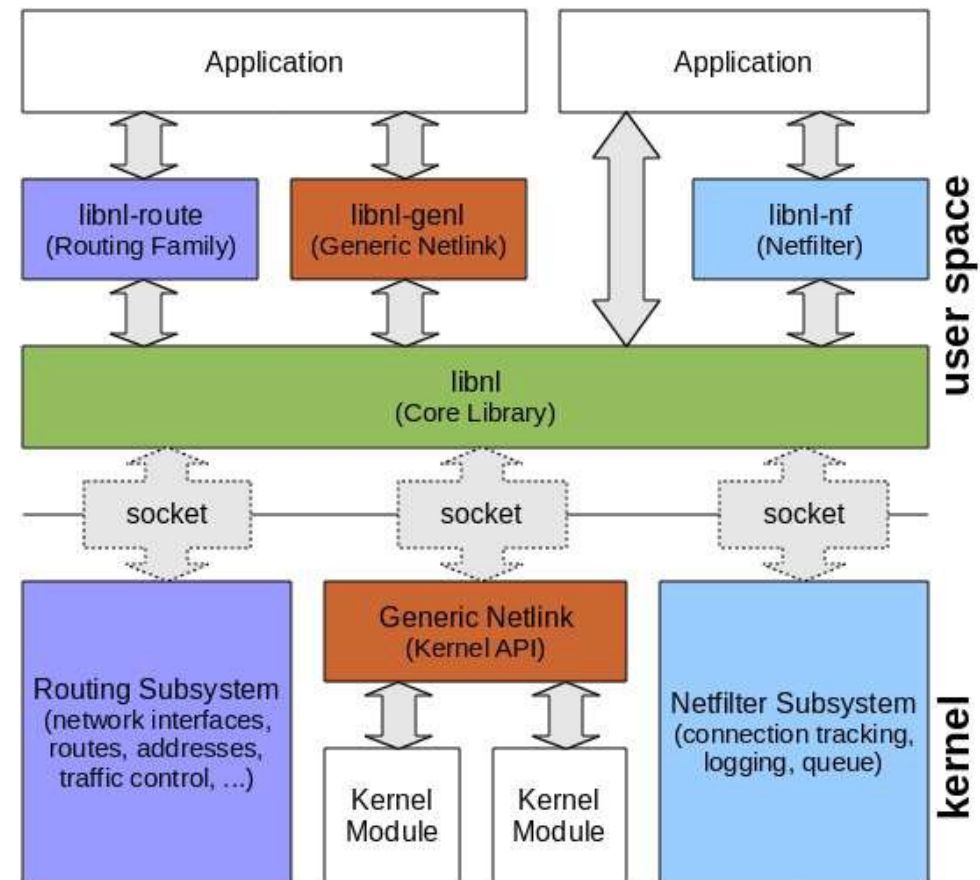 Application
Application
libnl-route
(Routing Family)
libnl-genl
(Generic Netlink)
libnl-nf
(Netfilter)
user space
libnl
(Core Library)
socket
socket
socket
Generic Netlink
(Kernel API)
Routing Subsystem
(network interfaces,
routes, addresses,
traffic control, ...)
Netfilter Subsystem
(connection tracking,
logging, queue)
kernel
Kernel
Module
Kernel
Module